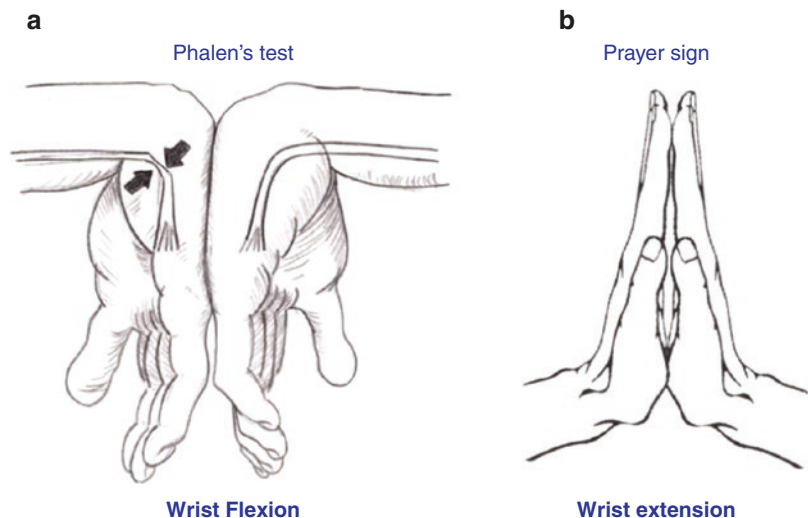 a
Phalen’s test
b
Prayer sign
Wrist Flexion
Wrist extension